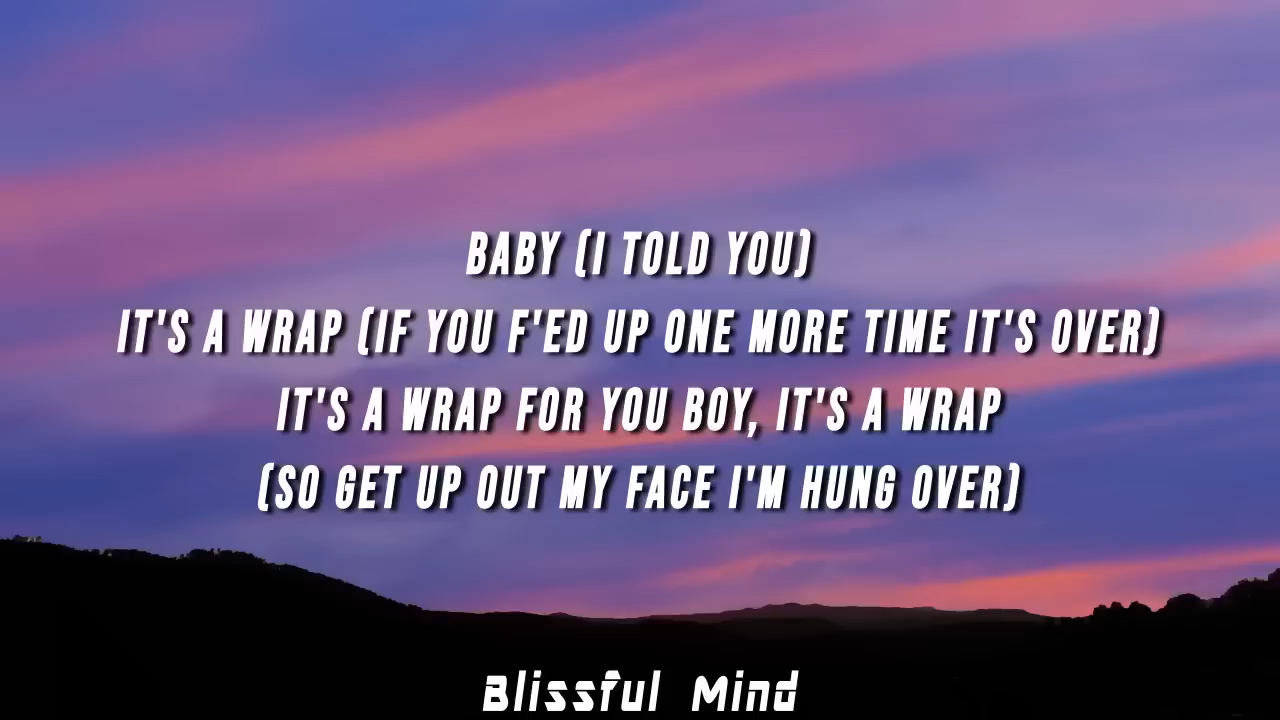 BABY (I TOLD YOU)
IT'S A WRAP (IF YOU F'ED UP ONE MORE TIME IT'S OVER)
IT'S A WRAP FOR YOU BOY, IT'S A WRAP
(SO GET UP OUT MY FACE I'M HUNG OVER)
Blissful Mind